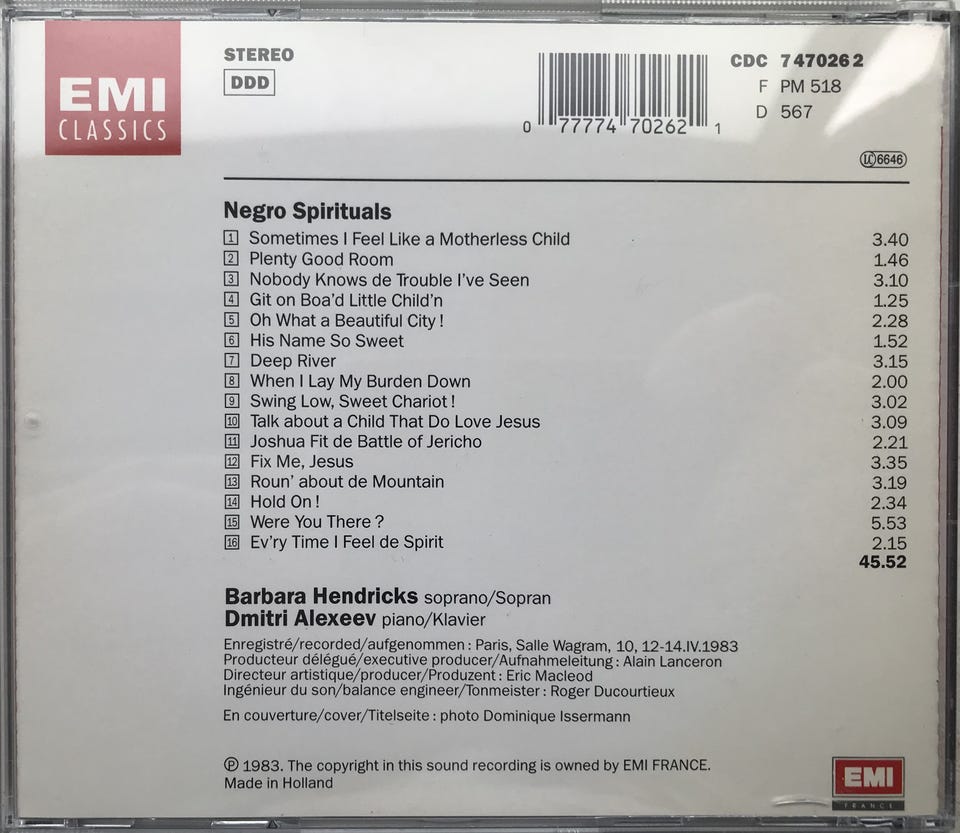 EMI
CLASSICS
STEREO
DDD
0 77774 70262 1
CDC 7 47026 2
F PM 518
D 567
LC 6646
Negro Spirituals
1 Sometimes I Feel Like a Motherless Child 3.40
2 Plenty Good Room 1.46
3 Nobody Knows de Trouble I've Seen 3.10
4 Git on Boa'd Little Child'n 1.25
5 Oh What a Beautiful City ! 2.28
6 His Name So Sweet 1.52
7 Deep River 3.15
8 When I Lay My Burden Down 2.00
9 Swing Low, Sweet Chariot ! 3.02
10 Talk about a Child That Do Love Jesus 3.09
11 Joshua Fit de Battle of Jericho 2.21
12 Fix Me, Jesus 3.35
13 Roun' about de Mountain 3.19
14 Hold On ! 2.34
15 Were You There ? 5.53
16 Ev'ry Time I Feel de Spirit 2.15
45.52
Barbara Hendricks soprano/Sopran
Dmitri Alexeev piano/Klavier
Enregistré/recorded/aufgenommen : Paris, Salle Wagram, 10, 12-14.IV.1983
Producteur délégué/executive producer/Aufnahmeleitung : Alain Lanceron
Directeur artistique/producer/Produzent : Eric Macleod
Ingénieur du son/balance engineer/Tonmeister : Roger Ducourtieux
En couverture/cover/Titelseite : photo Dominique Issermann
℗ 1983. The copyright in this sound recording is owned by EMI FRANCE.
Made in Holland
EMI
FRANCE